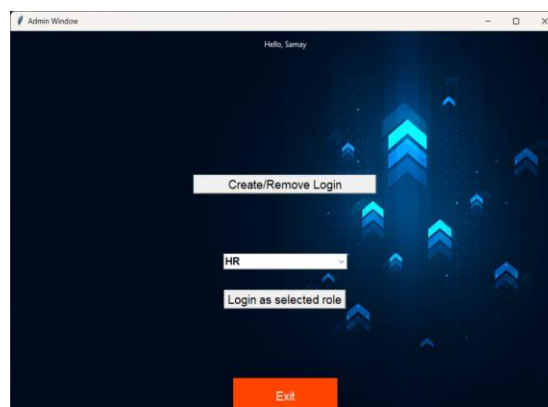 Admin Window
Hello, Samay
Create/Remove Login
HR
Login as selected role
Exit